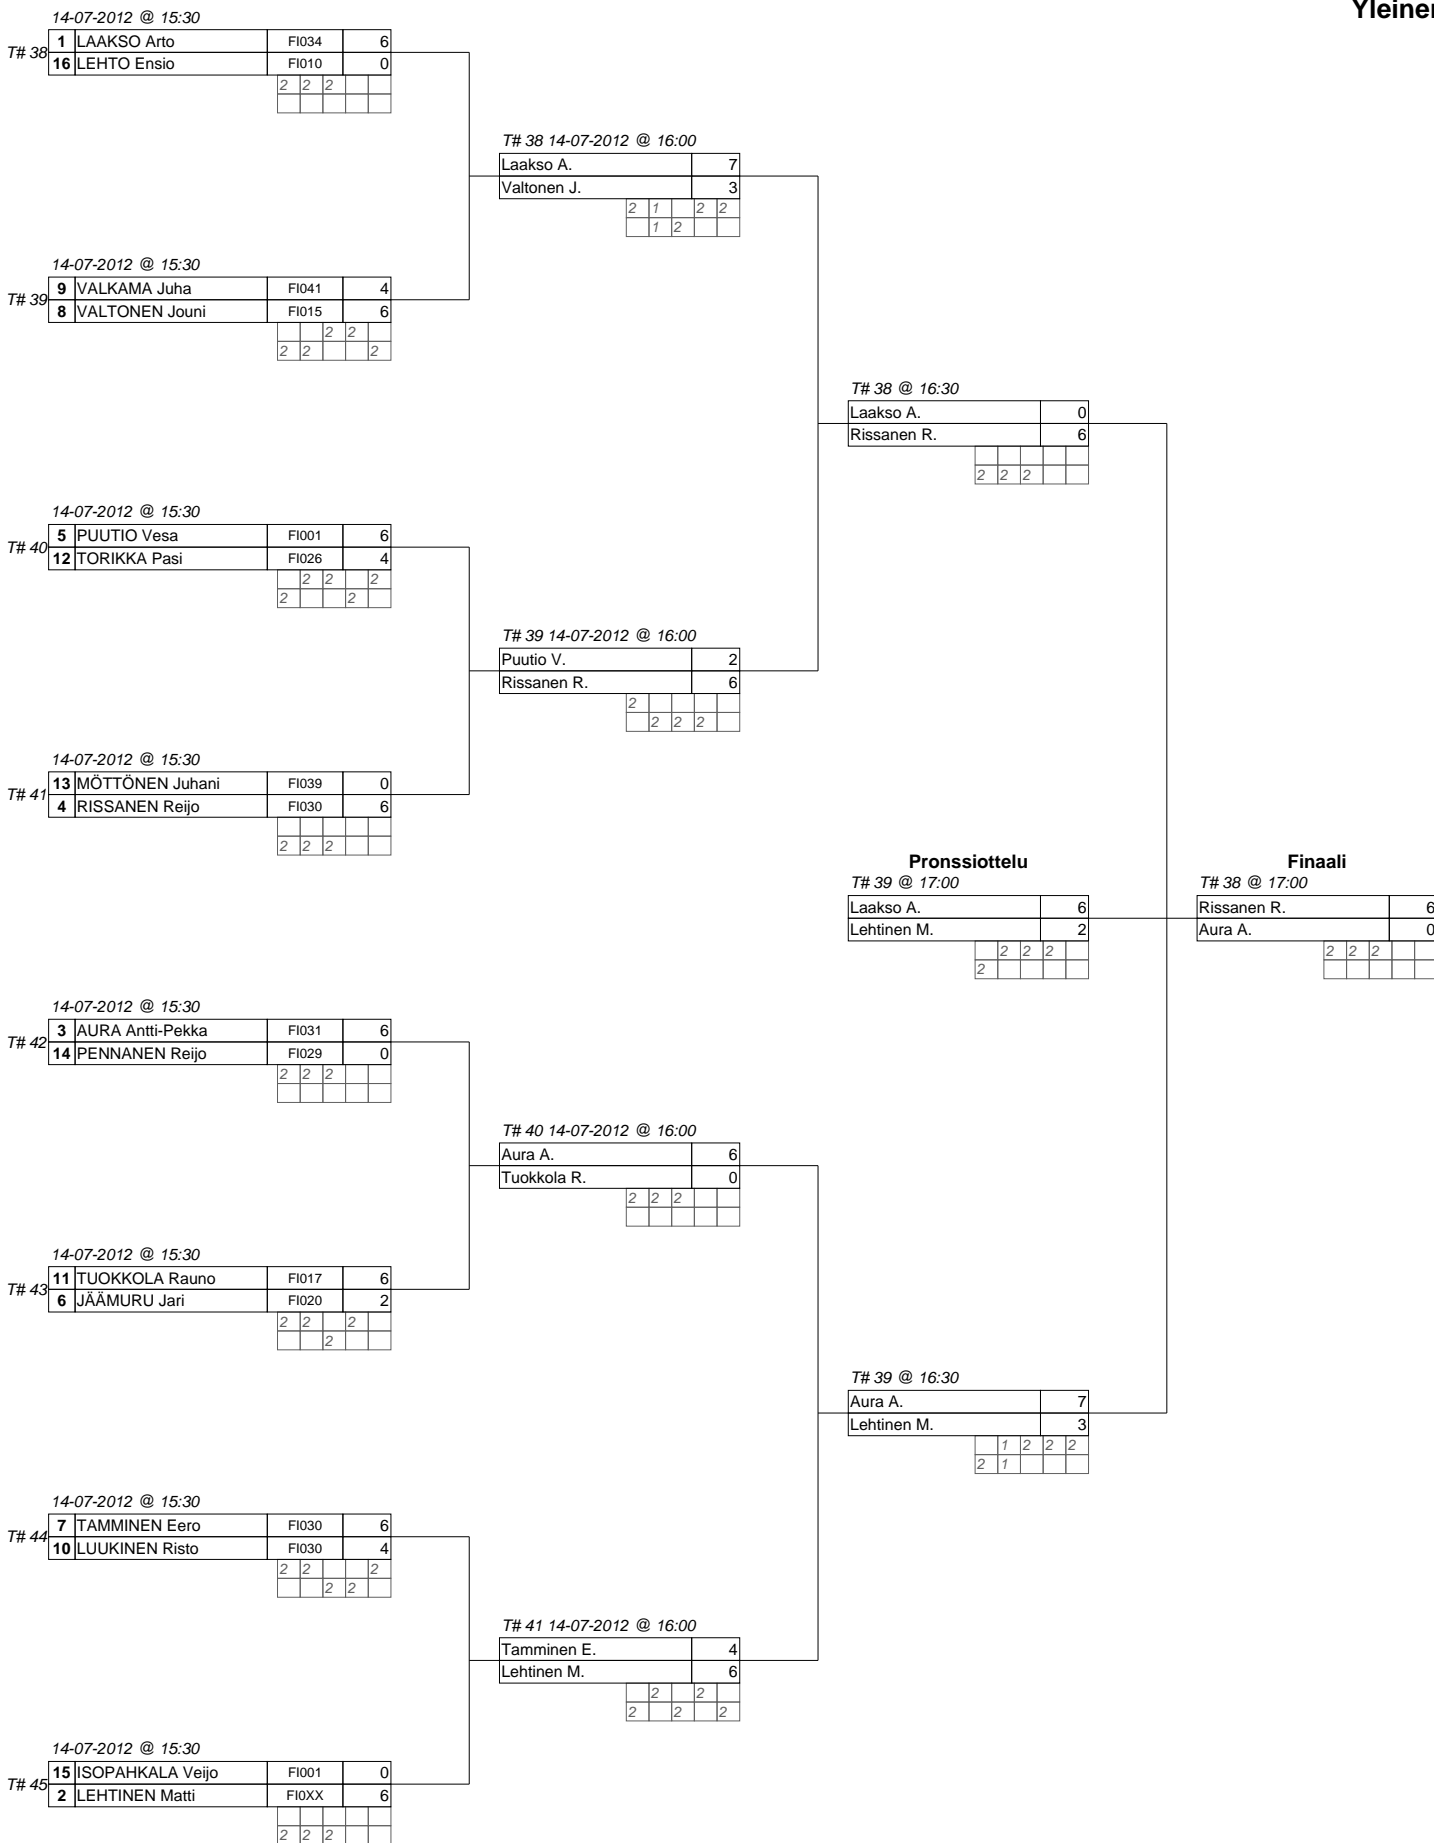 Yleinen
14-07-2012 @ 15:30
T# 38
1 LAAKSO Arto FI034 6
16 LEHTO Ensio FI010 0
2 2 2
T# 38 14-07-2012 @ 16:00
Laakso A. 7
Valtonen J. 3
2 1 2 2
1 2
14-07-2012 @ 15:30
T# 39
9 VALKAMA Juha FI041 4
8 VALTONEN Jouni FI015 6
2 2
2 2 2
T# 38 @ 16:30
Laakso A. 0
Rissanen R. 6
2 2 2
14-07-2012 @ 15:30
T# 40
5 PUUTIO Vesa FI001 6
12 TORIKKA Pasi FI026 4
2 2 2
2 2
T# 39 14-07-2012 @ 16:00
Puutio V. 2
Rissanen R. 6
2
2 2 2
14-07-2012 @ 15:30
T# 41
13 MÖTTÖNEN Juhani FI039 0
4 RISSANEN Reijo FI030 6
2 2 2
Pronssiottelu
T# 39 @ 17:00
Laakso A. 6
Lehtinen M. 2
2 2 2
2
Finaali
T# 38 @ 17:00
Rissanen R. 6
Aura A. 0
2 2 2
14-07-2012 @ 15:30
T# 42
3 AURA Antti-Pekka FI031 6
14 PENNANEN Reijo FI029 0
2 2 2
T# 40 14-07-2012 @ 16:00
Aura A. 6
Tuokkola R. 0
2 2 2
14-07-2012 @ 15:30
T# 43
11 TUOKKOLA Rauno FI017 6
6 JÄÄMURU Jari FI020 2
2 2 2
2
T# 39 @ 16:30
Aura A. 7
Lehtinen M. 3
1 2 2 2
2 1
14-07-2012 @ 15:30
T# 44
7 TAMMINEN Eero FI030 6
10 LUUKINEN Risto FI030 4
2 2 2
2 2
T# 41 14-07-2012 @ 16:00
Tamminen E. 4
Lehtinen M. 6
2 2
2 2 2
14-07-2012 @ 15:30
T# 45
15 ISOPAHKALA Veijo FI001 0
2 LEHTINEN Matti FI0XX 6
2 2 2